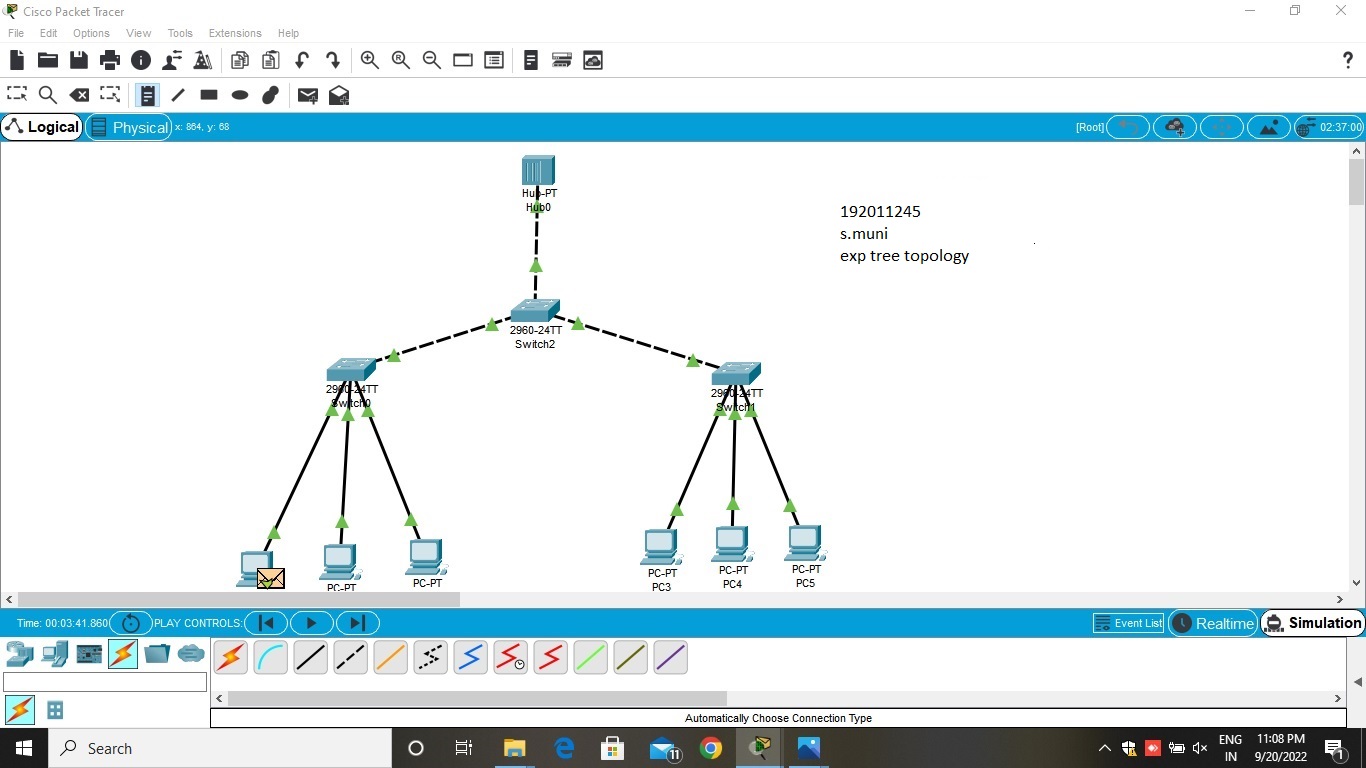 Cisco Packet Tracer
File Edit Options View Tools Extensions Help
?
Logical Physical x: 864, y: 68 [Root] 02:37:00
Hub-PT
Hub0
192011245
s.muni
exp tree topology
2960-24TT
Switch2
2960-24TT
Switch0
2960-24TT
Switch1
PC-PT
PC-PT
PC-PT
PC3
PC-PT
PC4
PC-PT
PC5
Time: 00:03:41.860 PLAY CONTROLS: Event List Realtime Simulation
Automatically Choose Connection Type
Search
11
ENG
IN
11:08 PM
9/20/2022
1